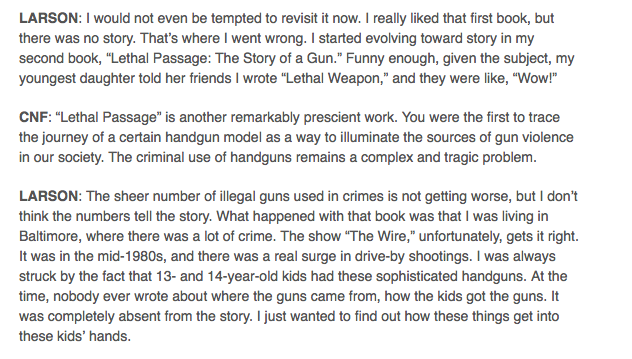 LARSON: I would not even be tempted to revisit it now. I really liked that first book, but
there was no story. That’s where I went wrong. I started evolving toward story in my
second book, “Lethal Passage: The Story of a Gun.” Funny enough, given the subject, my
youngest daughter told her friends I wrote “Lethal Weapon,” and they were like, “Wow!”
CNF: “Lethal Passage” is another remarkably prescient work. You were the first to trace
the journey of a certain handgun model as a way to illuminate the sources of gun violence
in our society. The criminal use of handguns remains a complex and tragic problem.
LARSON: The sheer number of illegal guns used in crimes is not getting worse, but I don’t
think the numbers tell the story. What happened with that book was that I was living in
Baltimore, where there was a lot of crime. The show “The Wire,” unfortunately, gets it right.
It was in the mid-1980s, and there was a real surge in drive-by shootings. I was always
struck by the fact that 13- and 14-year-old kids had these sophisticated handguns. At the
time, nobody ever wrote about where the guns came from, how the kids got the guns. It
was completely absent from the story. I just wanted to find out how these things get into
these kids’ hands.